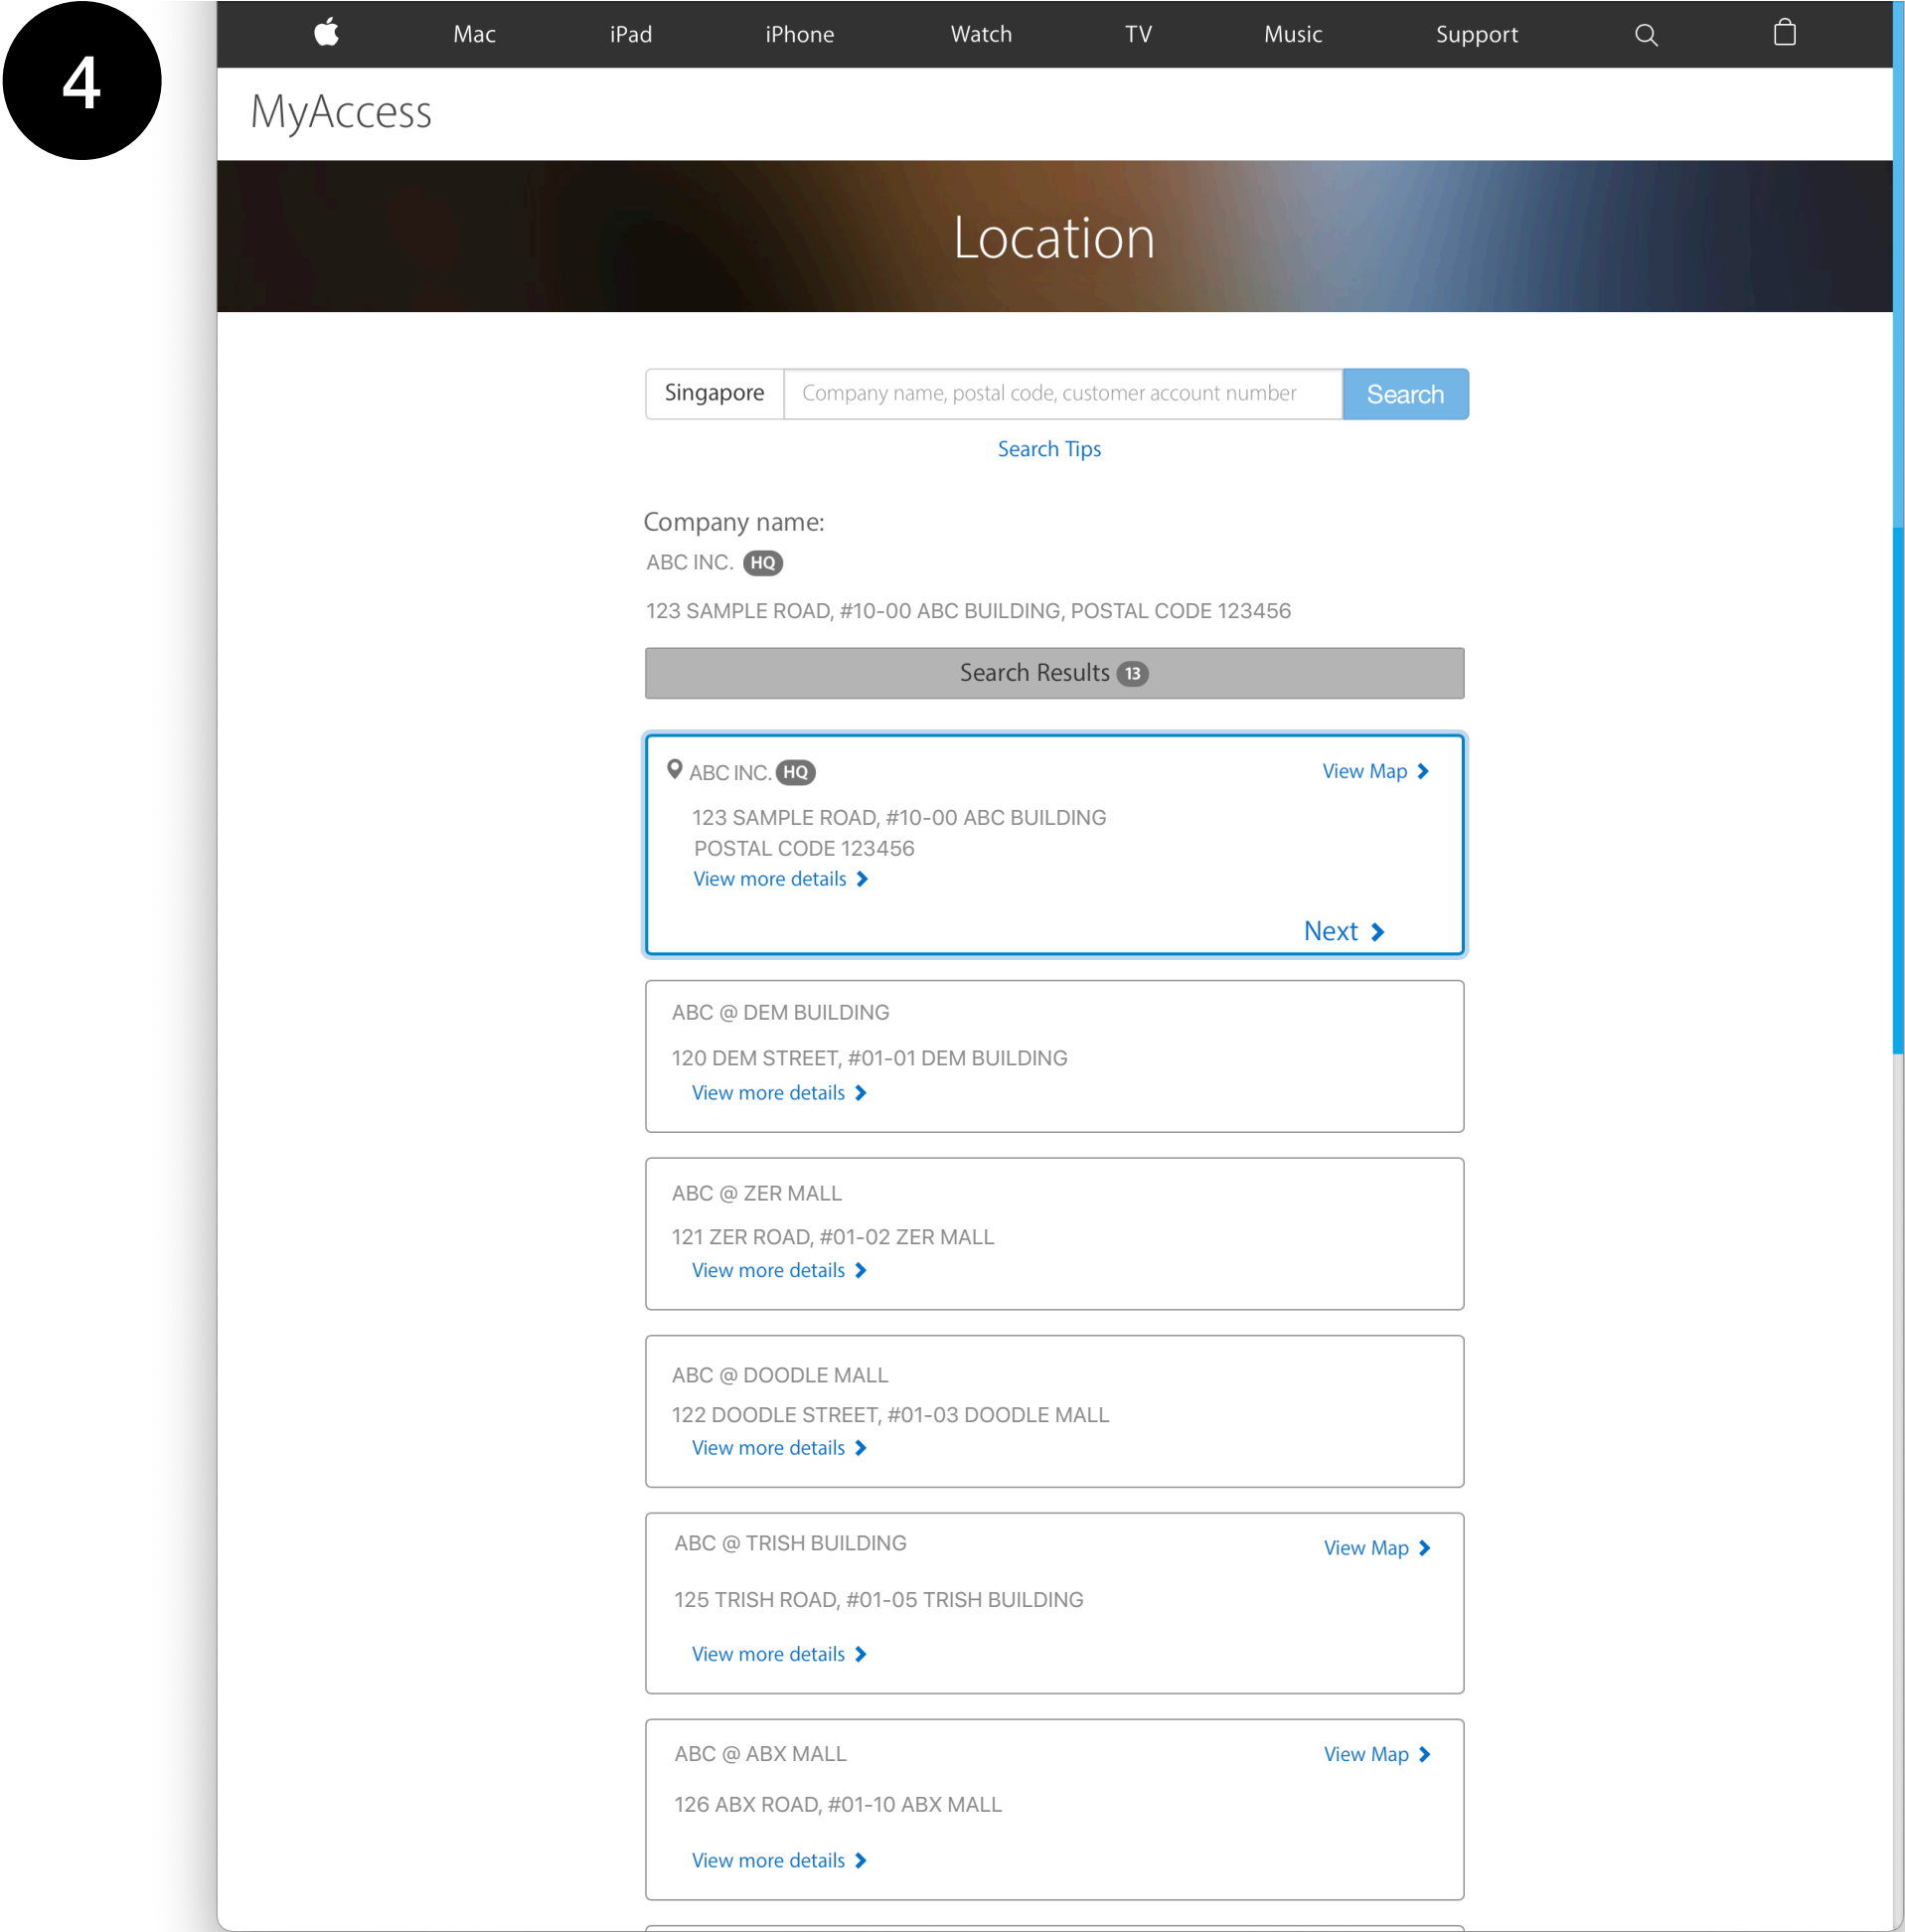 4
Mac iPad iPhone Watch TV Music Support
MyAccess
Location
Singapore Company name, postal code, customer account number Search
Search Tips
Company name:
ABC INC. HQ
123 SAMPLE ROAD, #10-00 ABC BUILDING, POSTAL CODE 123456
Search Results 13
ABC INC. HQ View Map
123 SAMPLE ROAD, #10-00 ABC BUILDING
POSTAL CODE 123456
View more details
Next
ABC @ DEM BUILDING
120 DEM STREET, #01-01 DEM BUILDING
View more details
ABC @ ZER MALL
121 ZER ROAD, #01-02 ZER MALL
View more details
ABC @ DOODLE MALL
122 DOODLE STREET, #01-03 DOODLE MALL
View more details
ABC @ TRISH BUILDING View Map
125 TRISH ROAD, #01-05 TRISH BUILDING
View more details
ABC @ ABX MALL View Map
126 ABX ROAD, #01-10 ABX MALL
View more details